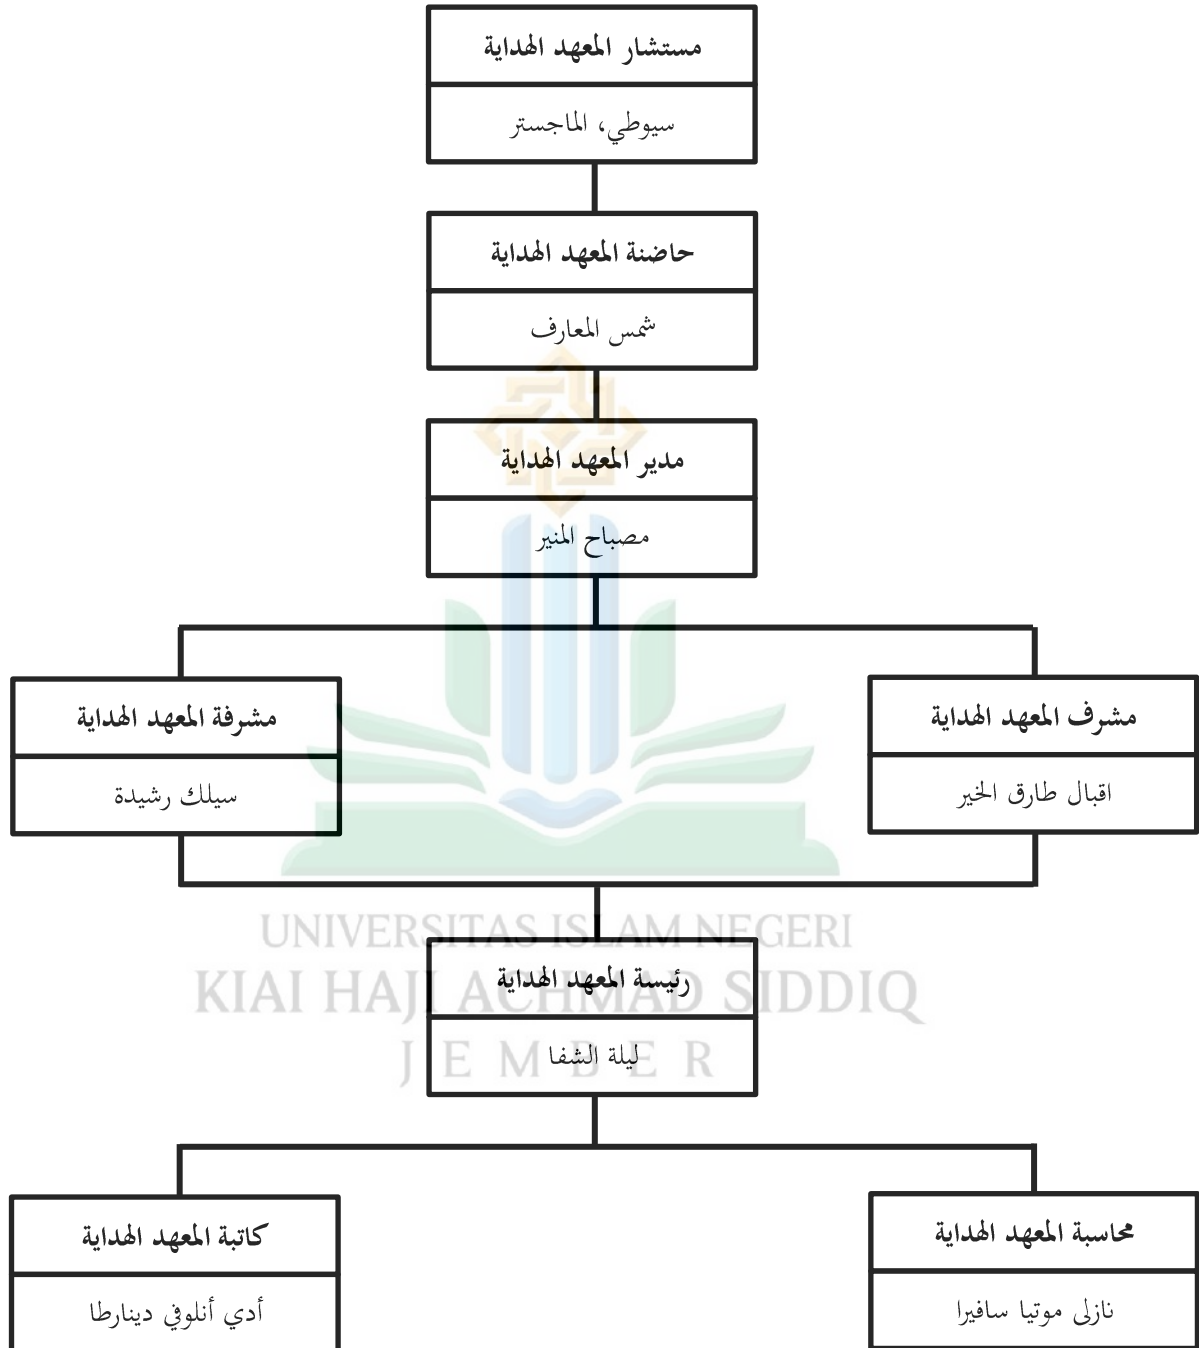 مستشار المعهد الهداية
سيوطي، الماجستر
حاضنة المعهد الهداية
شمس المعارف
مدير المعهد الهداية
مصباح المنير
مشرف المعهد الهداية
اقبال طارق الخير
مشرفة المعهد الهداية
سيلك رشيدة
UNIVERSITAS ISLAM NEGERI
رئيسة المعهد الهداية
KIAI HAJI ACHMAD SIDDIQ
ليلة الشفا
JEMBER
محاسبة المعهد الهداية
نازلى موتيا سافيرا
كاتبة المعهد الهداية
أدي أنلوفي دينارطا